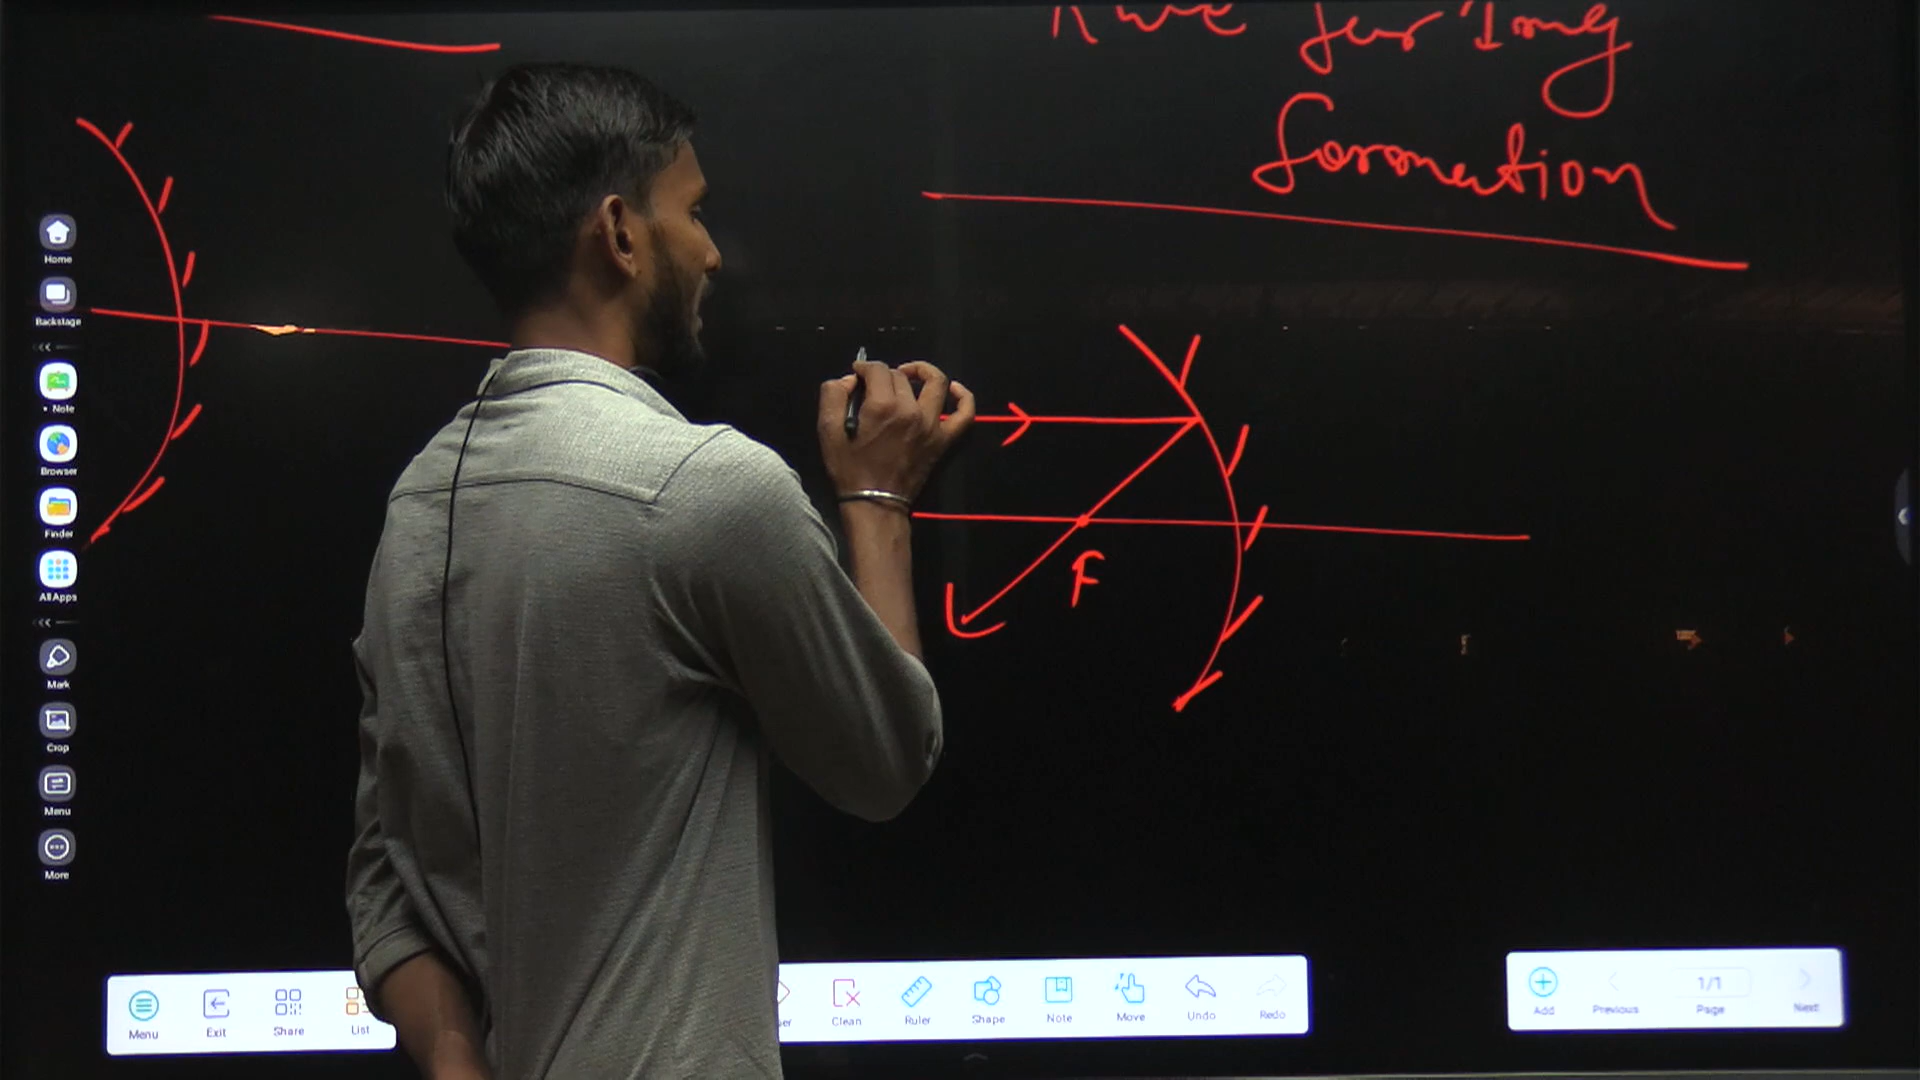 Rule for Img
formation
F
Home
Backstage
Note
Browser
Finder
All Apps
Mark
Crop
Menu
More
Menu
Exit
Share
List
Clean
Ruler
Shape
Note
Move
Undo
Redo
Add
Previous
1/1
Page
Next